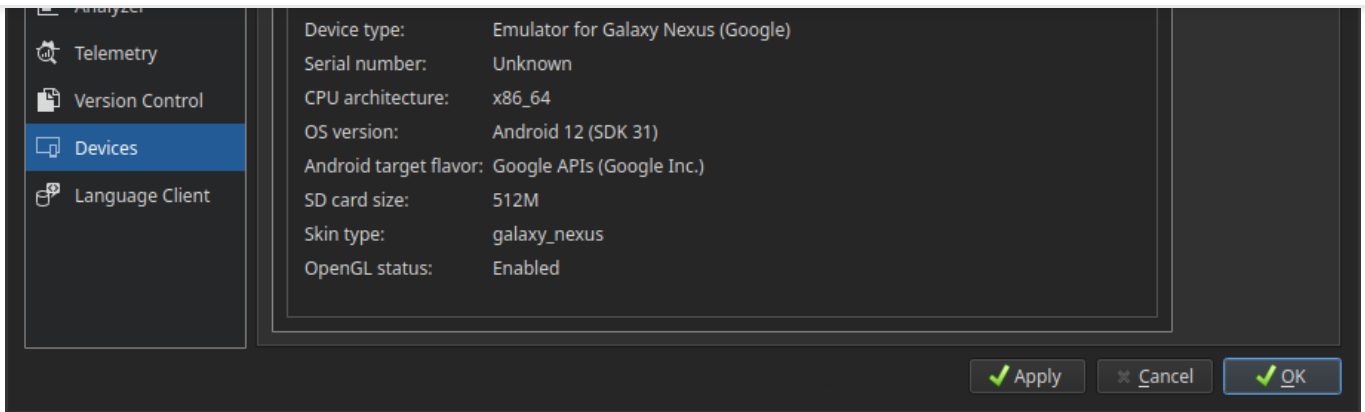 Analyzer
Telemetry
Version Control
Devices
Language Client
Device type: Emulator for Galaxy Nexus (Google)
Serial number: Unknown
CPU architecture: x86_64
OS version: Android 12 (SDK 31)
Android target flavor: Google APIs (Google Inc.)
SD card size: 512M
Skin type: galaxy_nexus
OpenGL status: Enabled
Apply
Cancel
OK